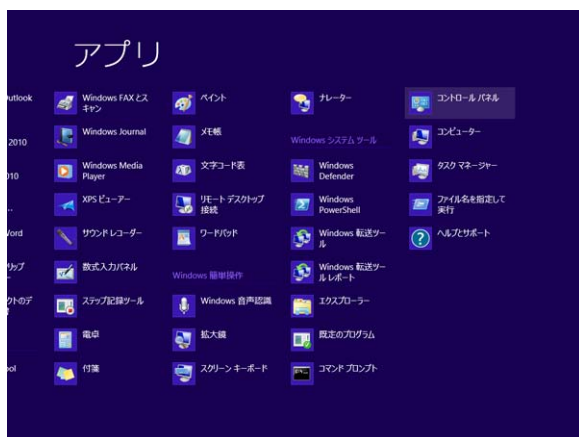 アプリ
utlook
2010
010
..
Word
リップ
クトのデ
ool
Windows FAX とス
キャン
Windows Journal
Windows Media
Player
XPS ビューアー
サウンド レコーダー
数式入力パネル
ステップ記録ツール
電卓
付箋
ペイント
メモ帳
文字コード表
リモート デスクトップ
接続
ワードパッド
Windows 簡単操作
Windows 音声認識
拡大鏡
スクリーン キーボード
ナレーター
Windows システム ツール
Windows
Defender
Windows
PowerShell
Windows 転送ツー
ル
Windows 転送ツー
ル レポート
エクスプローラー
既定のプログラム
コマンド プロンプト
コントロール パネル
コンピューター
タスク マネージャー
ファイル名を指定して
実行
ヘルプとサポート